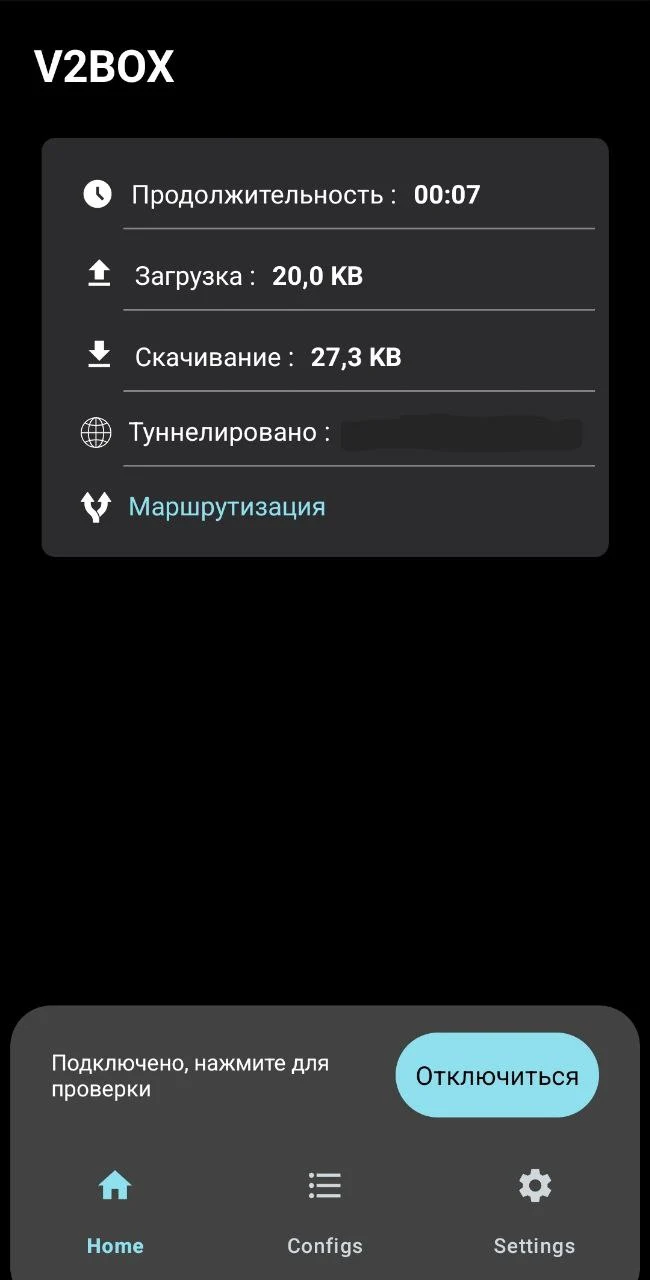 V2BOX
Продолжительность : 00:07
Загрузка : 20,0 KB
Скачивание : 27,3 KB
Туннелировано :
Маршрутизация
Подключено, нажмите для
проверки
Отключиться
Home Configs Settings